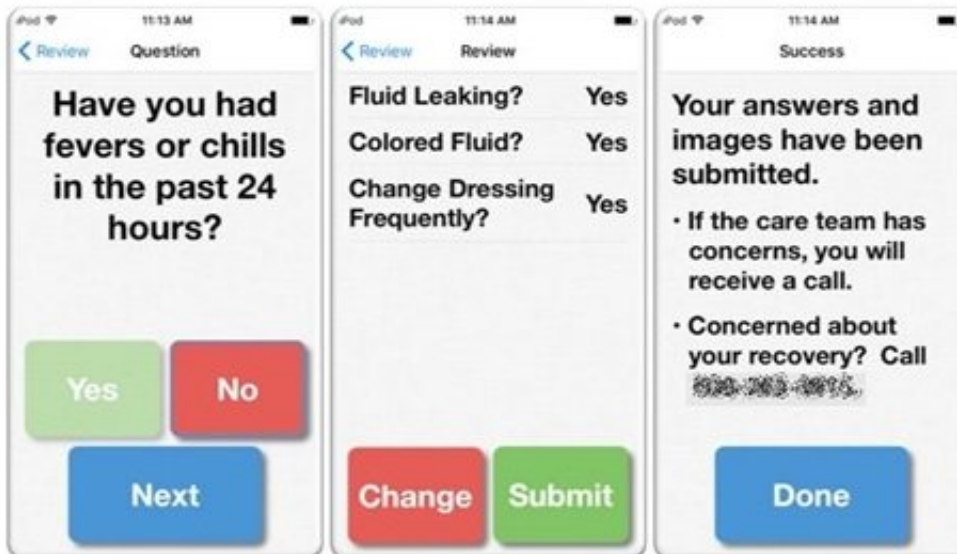 iPod 11:13 AM
Review Question
Have you had
fevers or chills
in the past 24
hours?
Yes No
Next
iPod 11:14 AM
Review Review
Fluid Leaking? Yes
Colored Fluid? Yes
Change Dressing
Frequently? Yes
Change Submit
iPod 11:14 AM
Success
Your answers and
images have been
submitted.
· If the care team has
concerns, you will
receive a call.
· Concerned about
your recovery? Call
Done